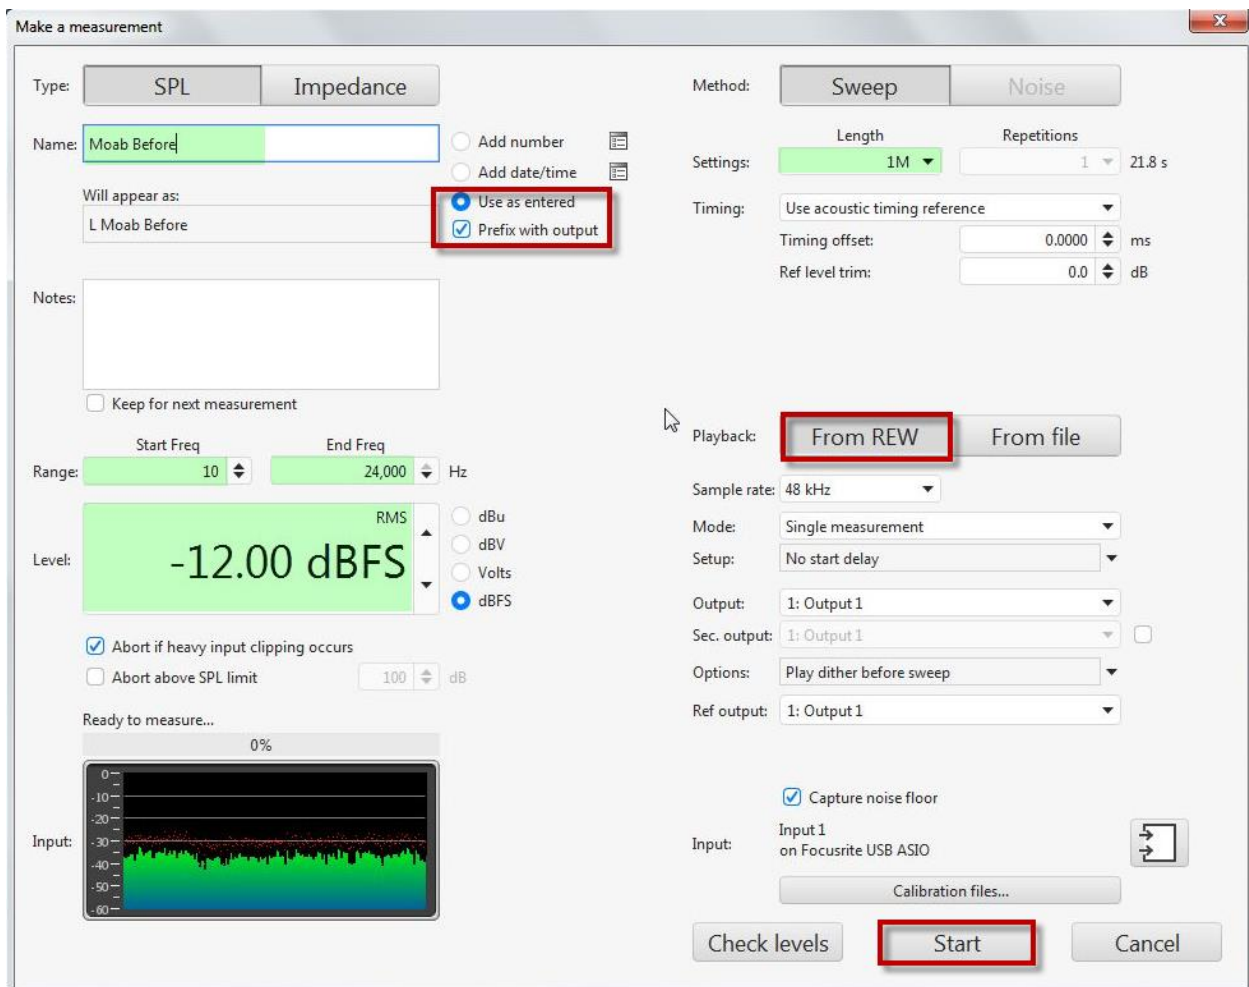 Make a measurement
Type: SPL Impedance
Name: Moab Before
Add number
Add date/time
Will appear as:
Use as entered
L Moab Before
Prefix with output
Notes:
Keep for next measurement
Start Freq End Freq
Range: 10 24,000 Hz
RMS
Level: -12.00 dBFS
dBu
dBV
Volts
dBFS
Abort if heavy input clipping occurs
Abort above SPL limit 100 dB
Ready to measure...
0%
Input:
0
-10
-20
-30
-40
-50
-60
Method: Sweep Noise
Length Repetitions
Settings: 1M 1 21.8 s
Timing: Use acoustic timing reference
Timing offset: 0.0000 ms
Ref level trim: 0.0 dB
Playback: From REW From file
Sample rate: 48 kHz
Mode: Single measurement
Setup: No start delay
Output: 1: Output 1
Sec. output: 1: Output 1
Options: Play dither before sweep
Ref output: 1: Output 1
Capture noise floor
Input: Input 1
on Focusrite USB ASIO
Calibration files...
Check levels Start Cancel